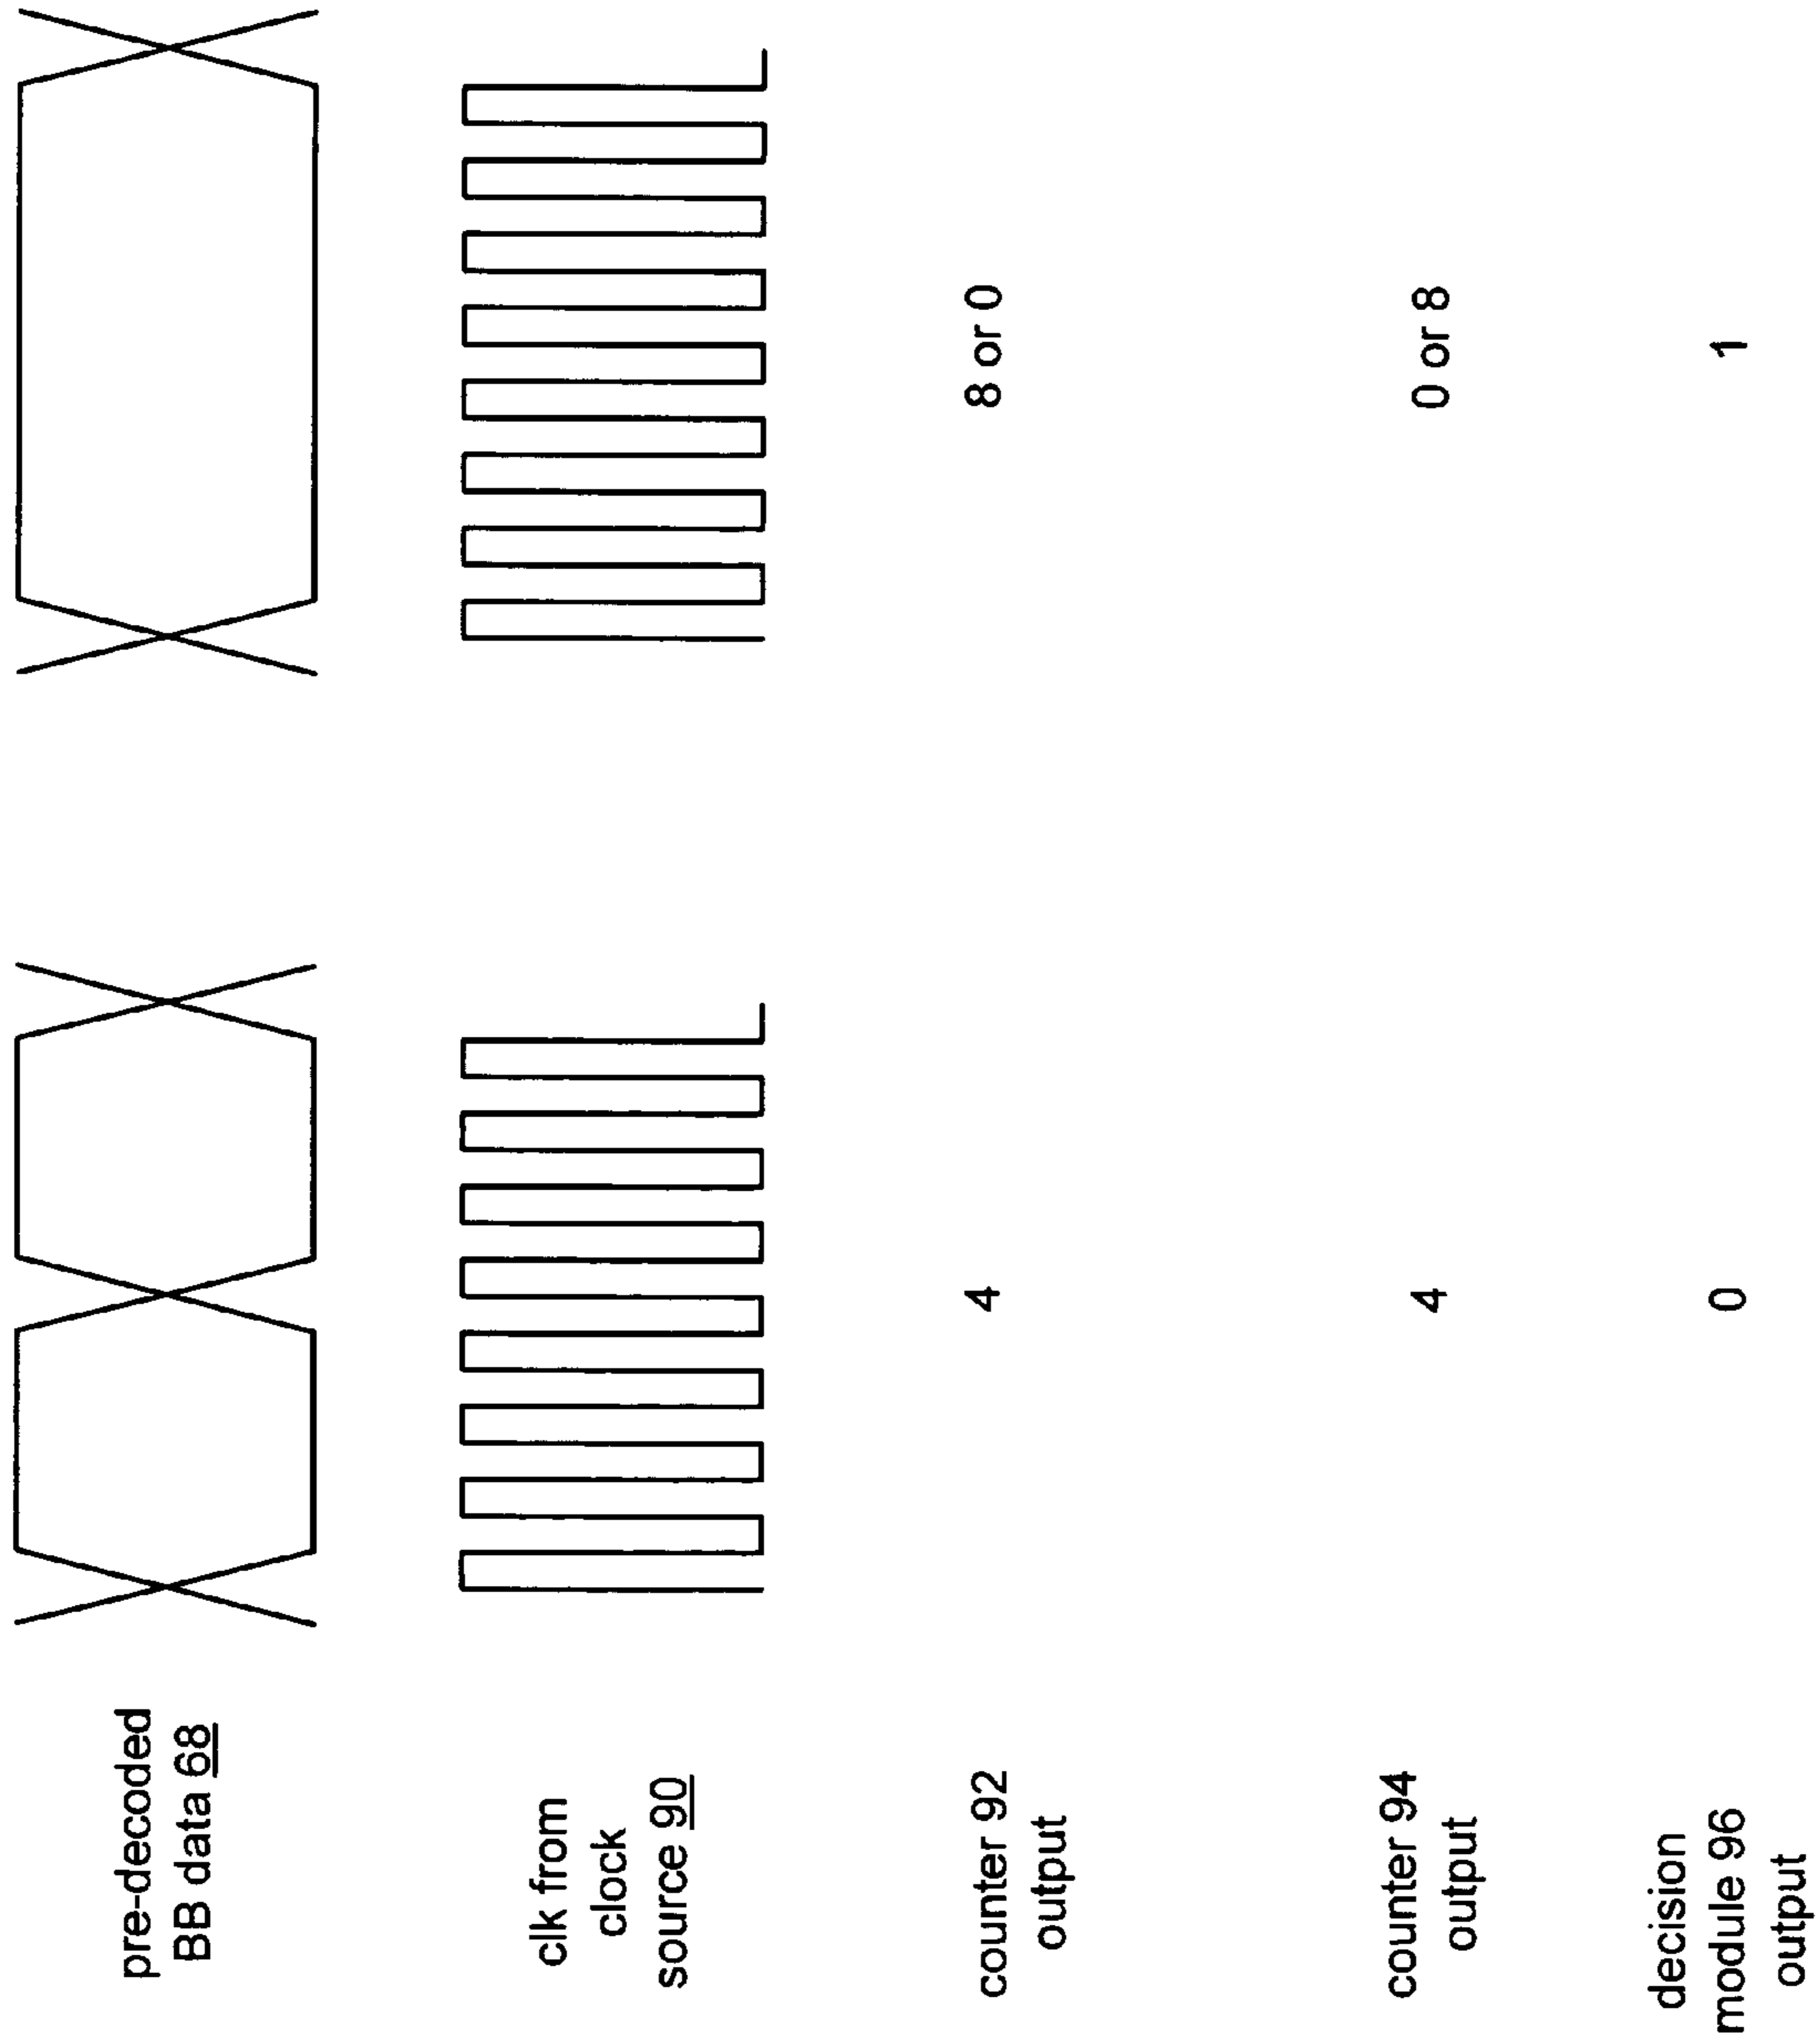 pre-decoded
BB data 68
clk from
clock
source 90
counter 92
output
4
8 or 0
counter 94
output
4
0 or 8
decision
module 96
output
0
1